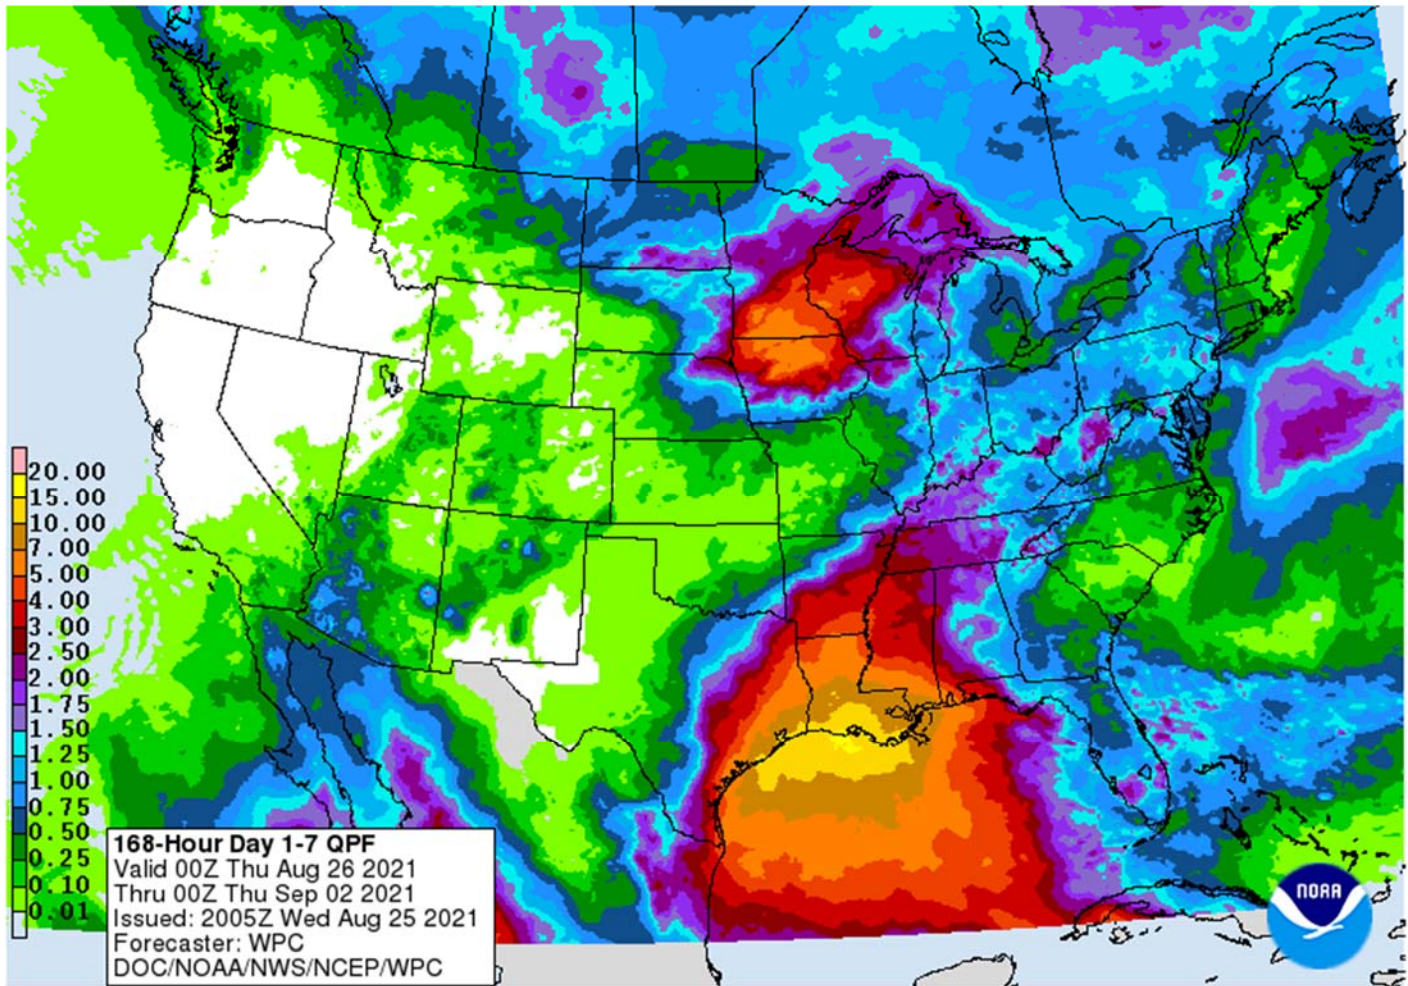 20.00
15.00
10.00
7.00
5.00
4.00
3.00
2.50
2.00
1.75
1.50
1.25
1.00
0.75
0.50
0.25
0.10
0.01
168-Hour Day 1-7 QPF
Valid 00Z Thu Aug 26 2021
Thru 00Z Thu Sep 02 2021
Issued: 2005Z Wed Aug 25 2021
Forecaster: WPC
DOC/NOAA/NWS/NCEP/WPC
NOAA